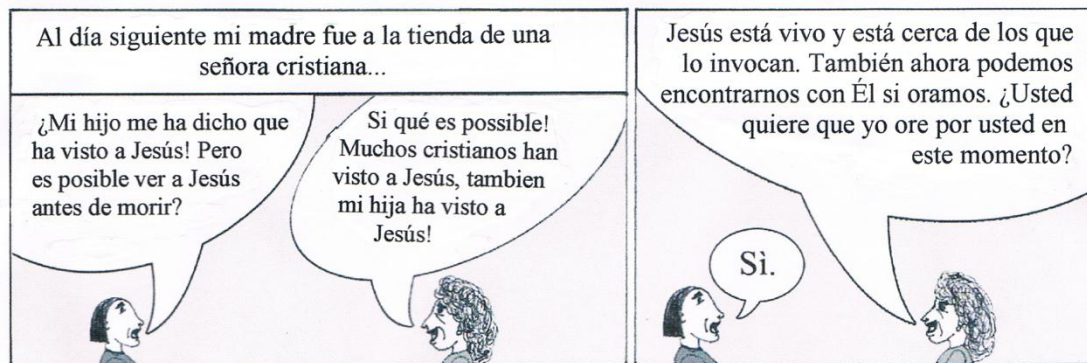 Al día siguiente mi madre fue a la tienda de una
señora cristiana...
¿Mi hijo me ha dicho que
ha visto a Jesús! Pero
es posible ver a Jesús
antes de morir?
Si qué es possible!
Muchos cristianos han
visto a Jesús, tambien
mi hija ha visto a
Jesús!
Jesús está vivo y está cerca de los que
lo invocan. También ahora podemos
encontrarnos con Él si oramos. ¿Usted
quiere que yo ore por usted en
este momento?
Sì.